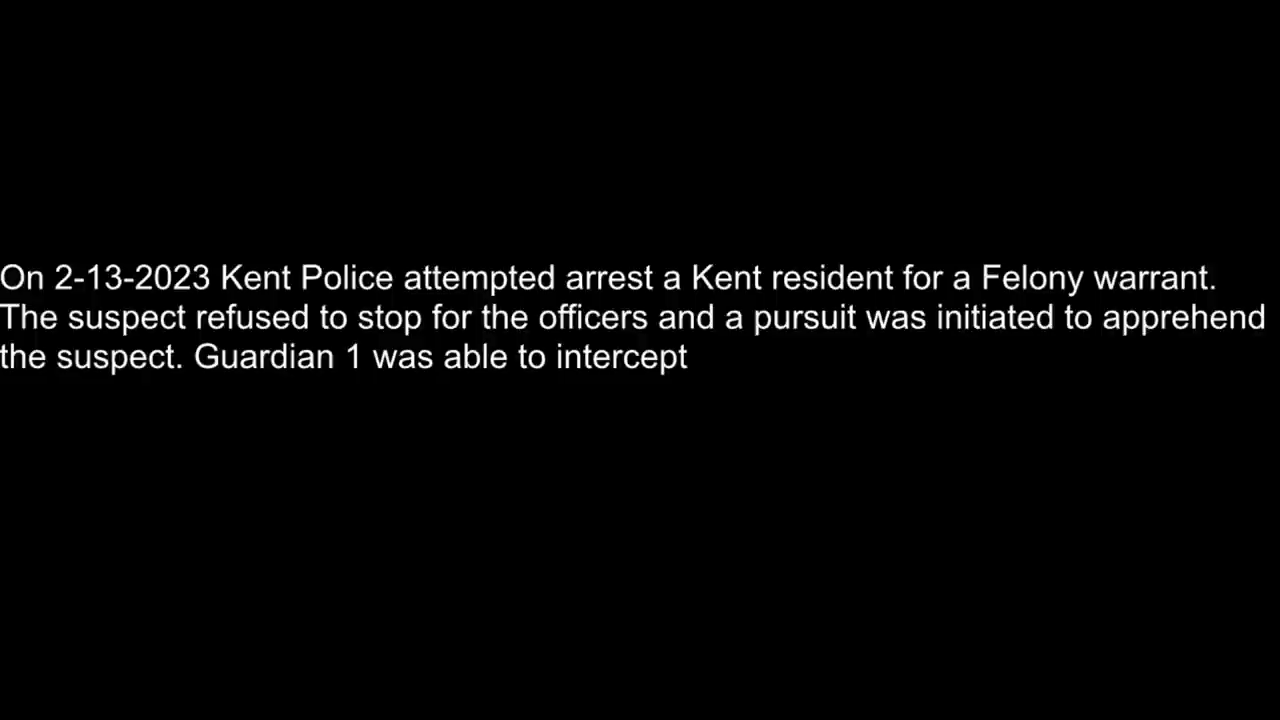 On 2-13-2023 Kent Police attempted arrest a Kent resident for a Felony warrant.
The suspect refused to stop for the officers and a pursuit was initiated to apprehend
the suspect. Guardian 1 was able to intercept